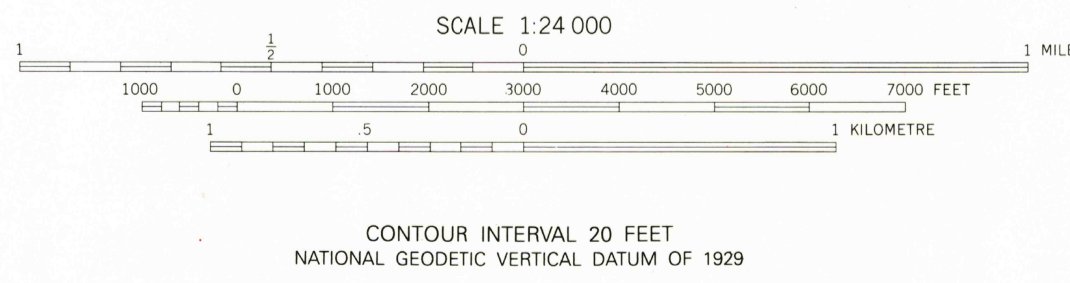 SCALE 1:24 000
1 1/2 0 1 MILE
1000 0 1000 2000 3000 4000 5000 6000 7000 FEET
1 .5 0 1 KILOMETRE
CONTOUR INTERVAL 20 FEET
NATIONAL GEODETIC VERTICAL DATUM OF 1929